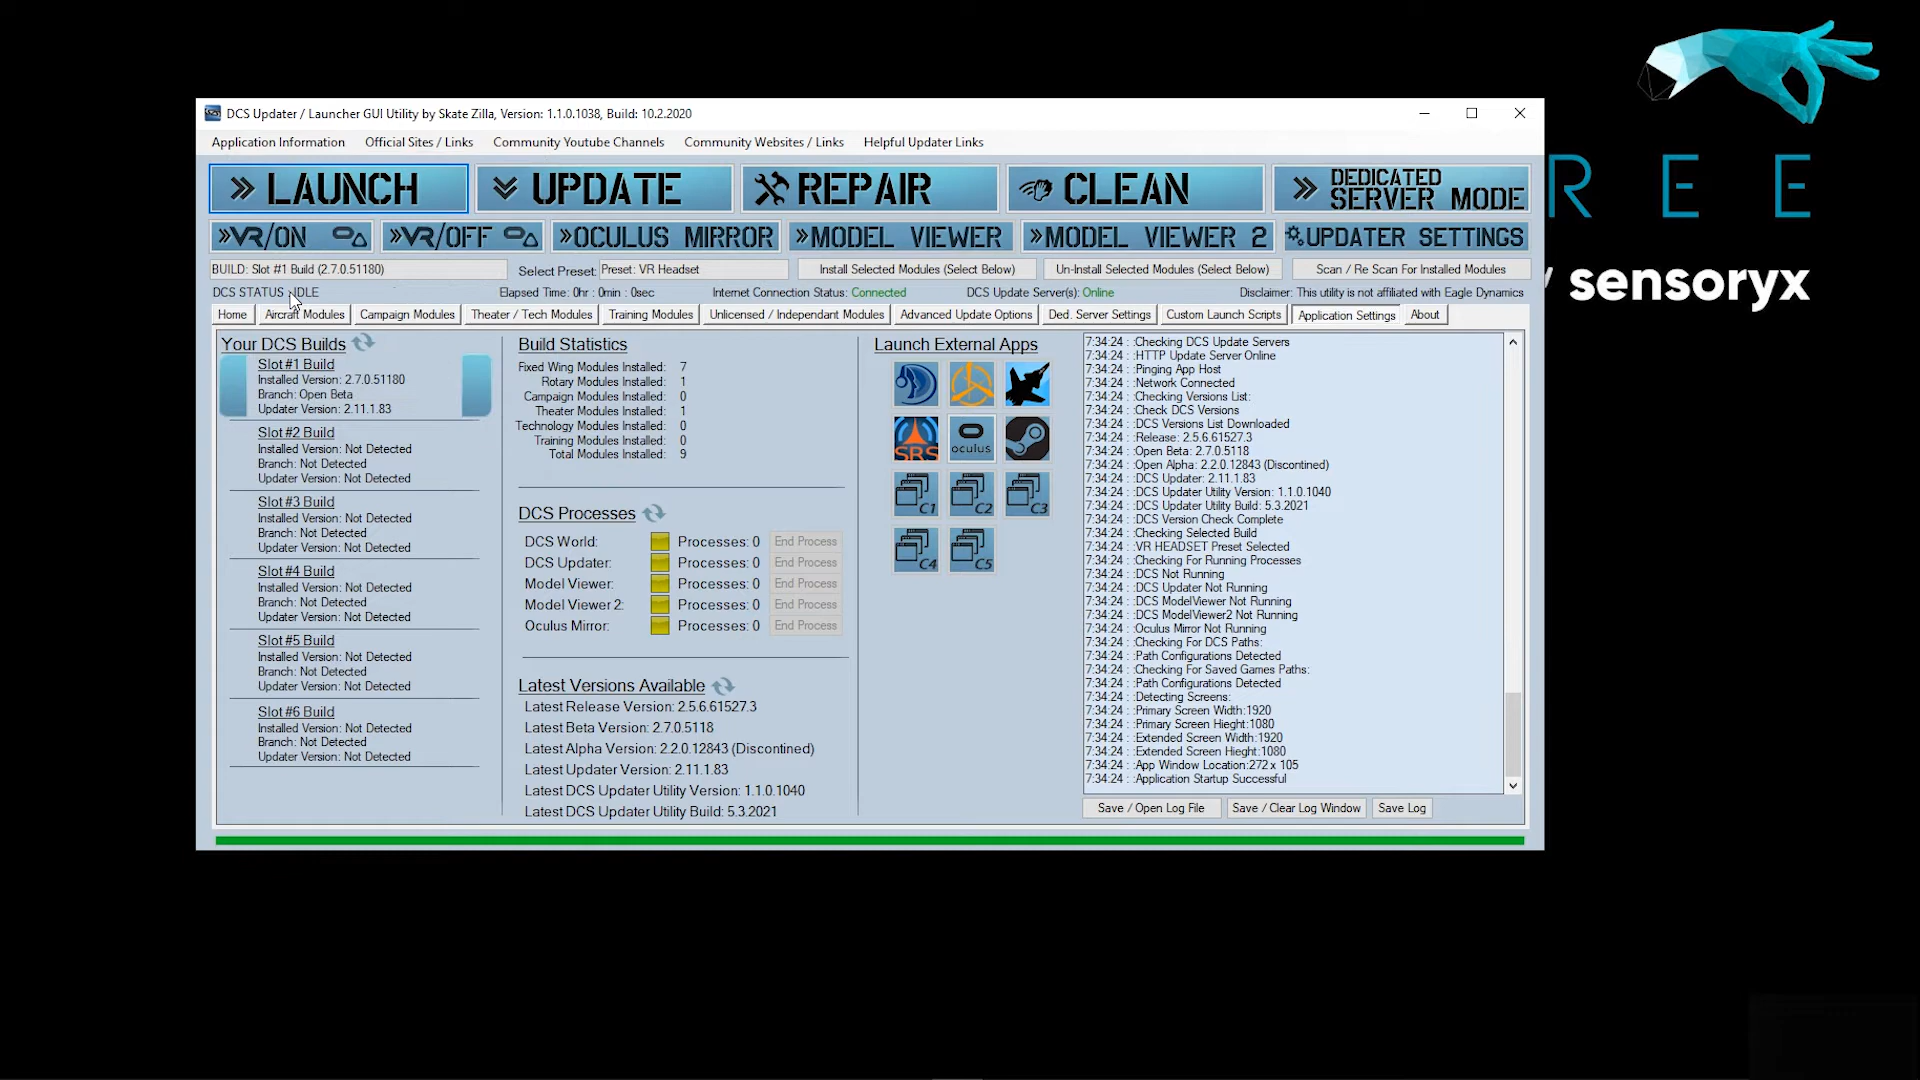 DCS Updater / Launcher GUI Utility by Skate Zilla, Version: 1.1.0.1038, Build: 10.2.2020
Application Information Official Sites / Links Community Youtube Channels Community Websites / Links Helpful Updater Links
LAUNCH UPDATE REPAIR CLEAN DEDICATED SERVER MODE
VR/ON VR/OFF OCULUS MIRROR MODEL VIEWER MODEL VIEWER 2 UPDATER SETTINGS
R E E
sensoryx
BUILD: Slot #1 Build (2.7.0.51180) Select Preset: Preset: VR Headset Install Selected Modules (Select Below) Un-Install Selected Modules (Select Below) Scan / Re Scan For Installed Modules
DCS STATUS : IDLE Elapsed Time: 0hr : 0min : 0sec Internet Connection Status: Connected DCS Update Server(s): Online Disclaimer: This utility is not affiliated with Eagle Dynamics
Home Aircraft Modules Campaign Modules Theater / Tech Modules Training Modules Unlicensed / Independant Modules Advanced Update Options Ded. Server Settings Custom Launch Scripts Application Settings About
Your DCS Builds
Slot #1 Build
Installed Version: 2.7.0.51180
Branch: Open Beta
Updater Version: 2.11.1.83
Slot #2 Build
Installed Version: Not Detected
Branch: Not Detected
Updater Version: Not Detected
Slot #3 Build
Installed Version: Not Detected
Branch: Not Detected
Updater Version: Not Detected
Slot #4 Build
Installed Version: Not Detected
Branch: Not Detected
Updater Version: Not Detected
Slot #5 Build
Installed Version: Not Detected
Branch: Not Detected
Updater Version: Not Detected
Slot #6 Build
Installed Version: Not Detected
Branch: Not Detected
Updater Version: Not Detected
Build Statistics
Fixed Wing Modules Installed: 7
Rotary Modules Installed: 1
Campaign Modules Installed: 0
Theater Modules Installed: 1
Technology Modules Installed: 0
Training Modules Installed: 0
Total Modules Installed: 9
DCS Processes
DCS World: Processes: 0 End Process
DCS Updater: Processes: 0 End Process
Model Viewer: Processes: 0 End Process
Model Viewer 2: Processes: 0 End Process
Oculus Mirror: Processes: 0 End Process
Latest Versions Available
Latest Release Version: 2.5.6.61527.3
Latest Beta Version: 2.7.0.5118
Latest Alpha Version: 2.2.0.12843 (Discontined)
Latest Updater Version: 2.11.1.83
Latest DCS Updater Utility Version: 1.1.0.1040
Latest DCS Updater Utility Build: 5.3.2021
Launch External Apps
SRS oculus
C1 C2 C3
C4 C5
7:34:24 : :Checking DCS Update Servers
7:34:24 : :HTTP Update Server Online
7:34:24 : :Pinging App Host
7:34:24 : :Network Connected
7:34:24 : :Checking Versions List:
7:34:24 : :Check DCS Versions
7:34:24 : :DCS Versions List Downloaded
7:34:24 : :Release: 2.5.6.61527.3
7:34:24 : :Open Beta: 2.7.0.5118
7:34:24 : :Open Alpha: 2.2.0.12843 (Discontined)
7:34:24 : :DCS Updater: 2.11.1.83
7:34:24 : :DCS Updater Utility Version: 1.1.0.1040
7:34:24 : :DCS Updater Utility Build: 5.3.2021
7:34:24 : :DCS Version Check Complete
7:34:24 : :Checking Selected Build
7:34:24 : :VR HEADSET Preset Selected
7:34:24 : :Checking For Running Processes
7:34:24 : :DCS Not Running
7:34:24 : :DCS Updater Not Running
7:34:24 : :DCS ModelViewer Not Running
7:34:24 : :DCS ModelViewer2 Not Running
7:34:24 : :Oculus Mirror Not Running
7:34:24 : :Checking For DCS Paths:
7:34:24 : :Path Configurations Detected
7:34:24 : :Checking For Saved Games Paths:
7:34:24 : :Path Configurations Detected
7:34:24 : :Detecting Screens:
7:34:24 : :Primary Screen Width:1920
7:34:24 : :Primary Screen Hieght:1080
7:34:24 : :Extended Screen Width:1920
7:34:24 : :Extended Screen Hieght:1080
7:34:24 : :App Window Location:272 x 105
7:34:24 : :Application Startup Successful
Save / Open Log File Save / Clear Log Window Save Log